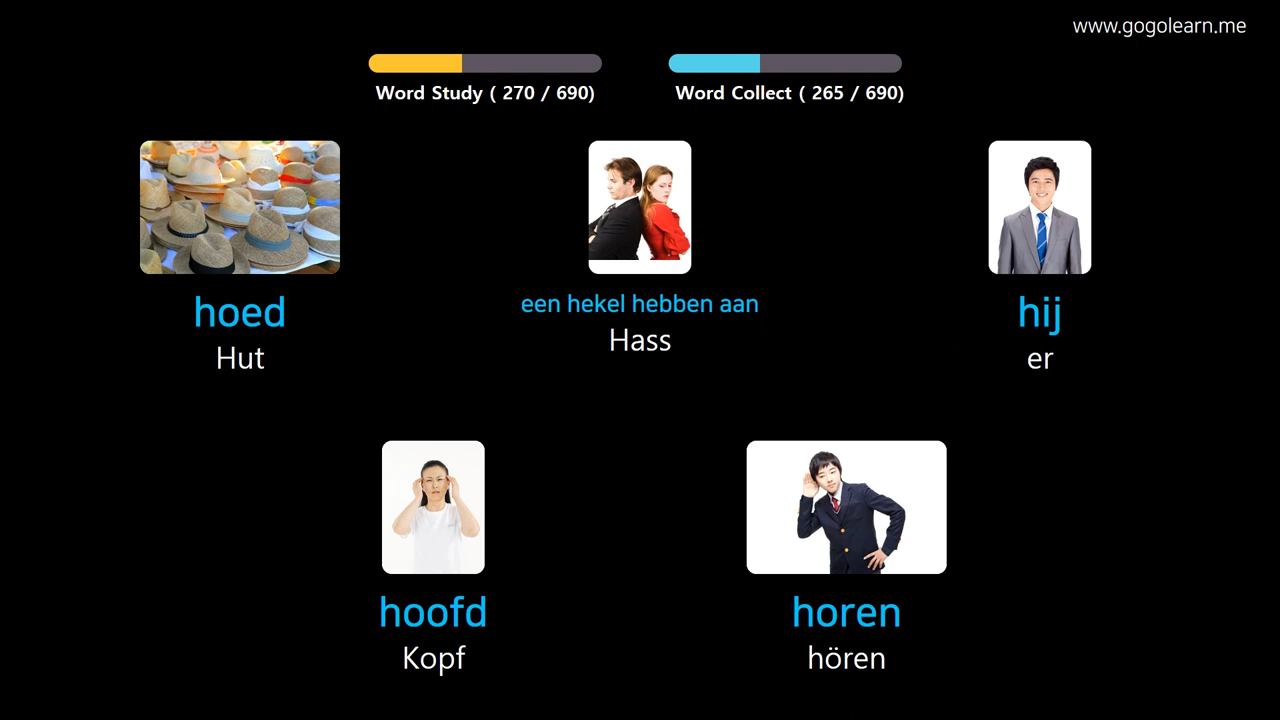 www.gogolearn.me
Word Study ( 270 / 690)
Word Collect ( 265 / 690)
hoed
Hut
een hekel hebben aan
Hass
hij
er
hoofd
Kopf
horen
hören